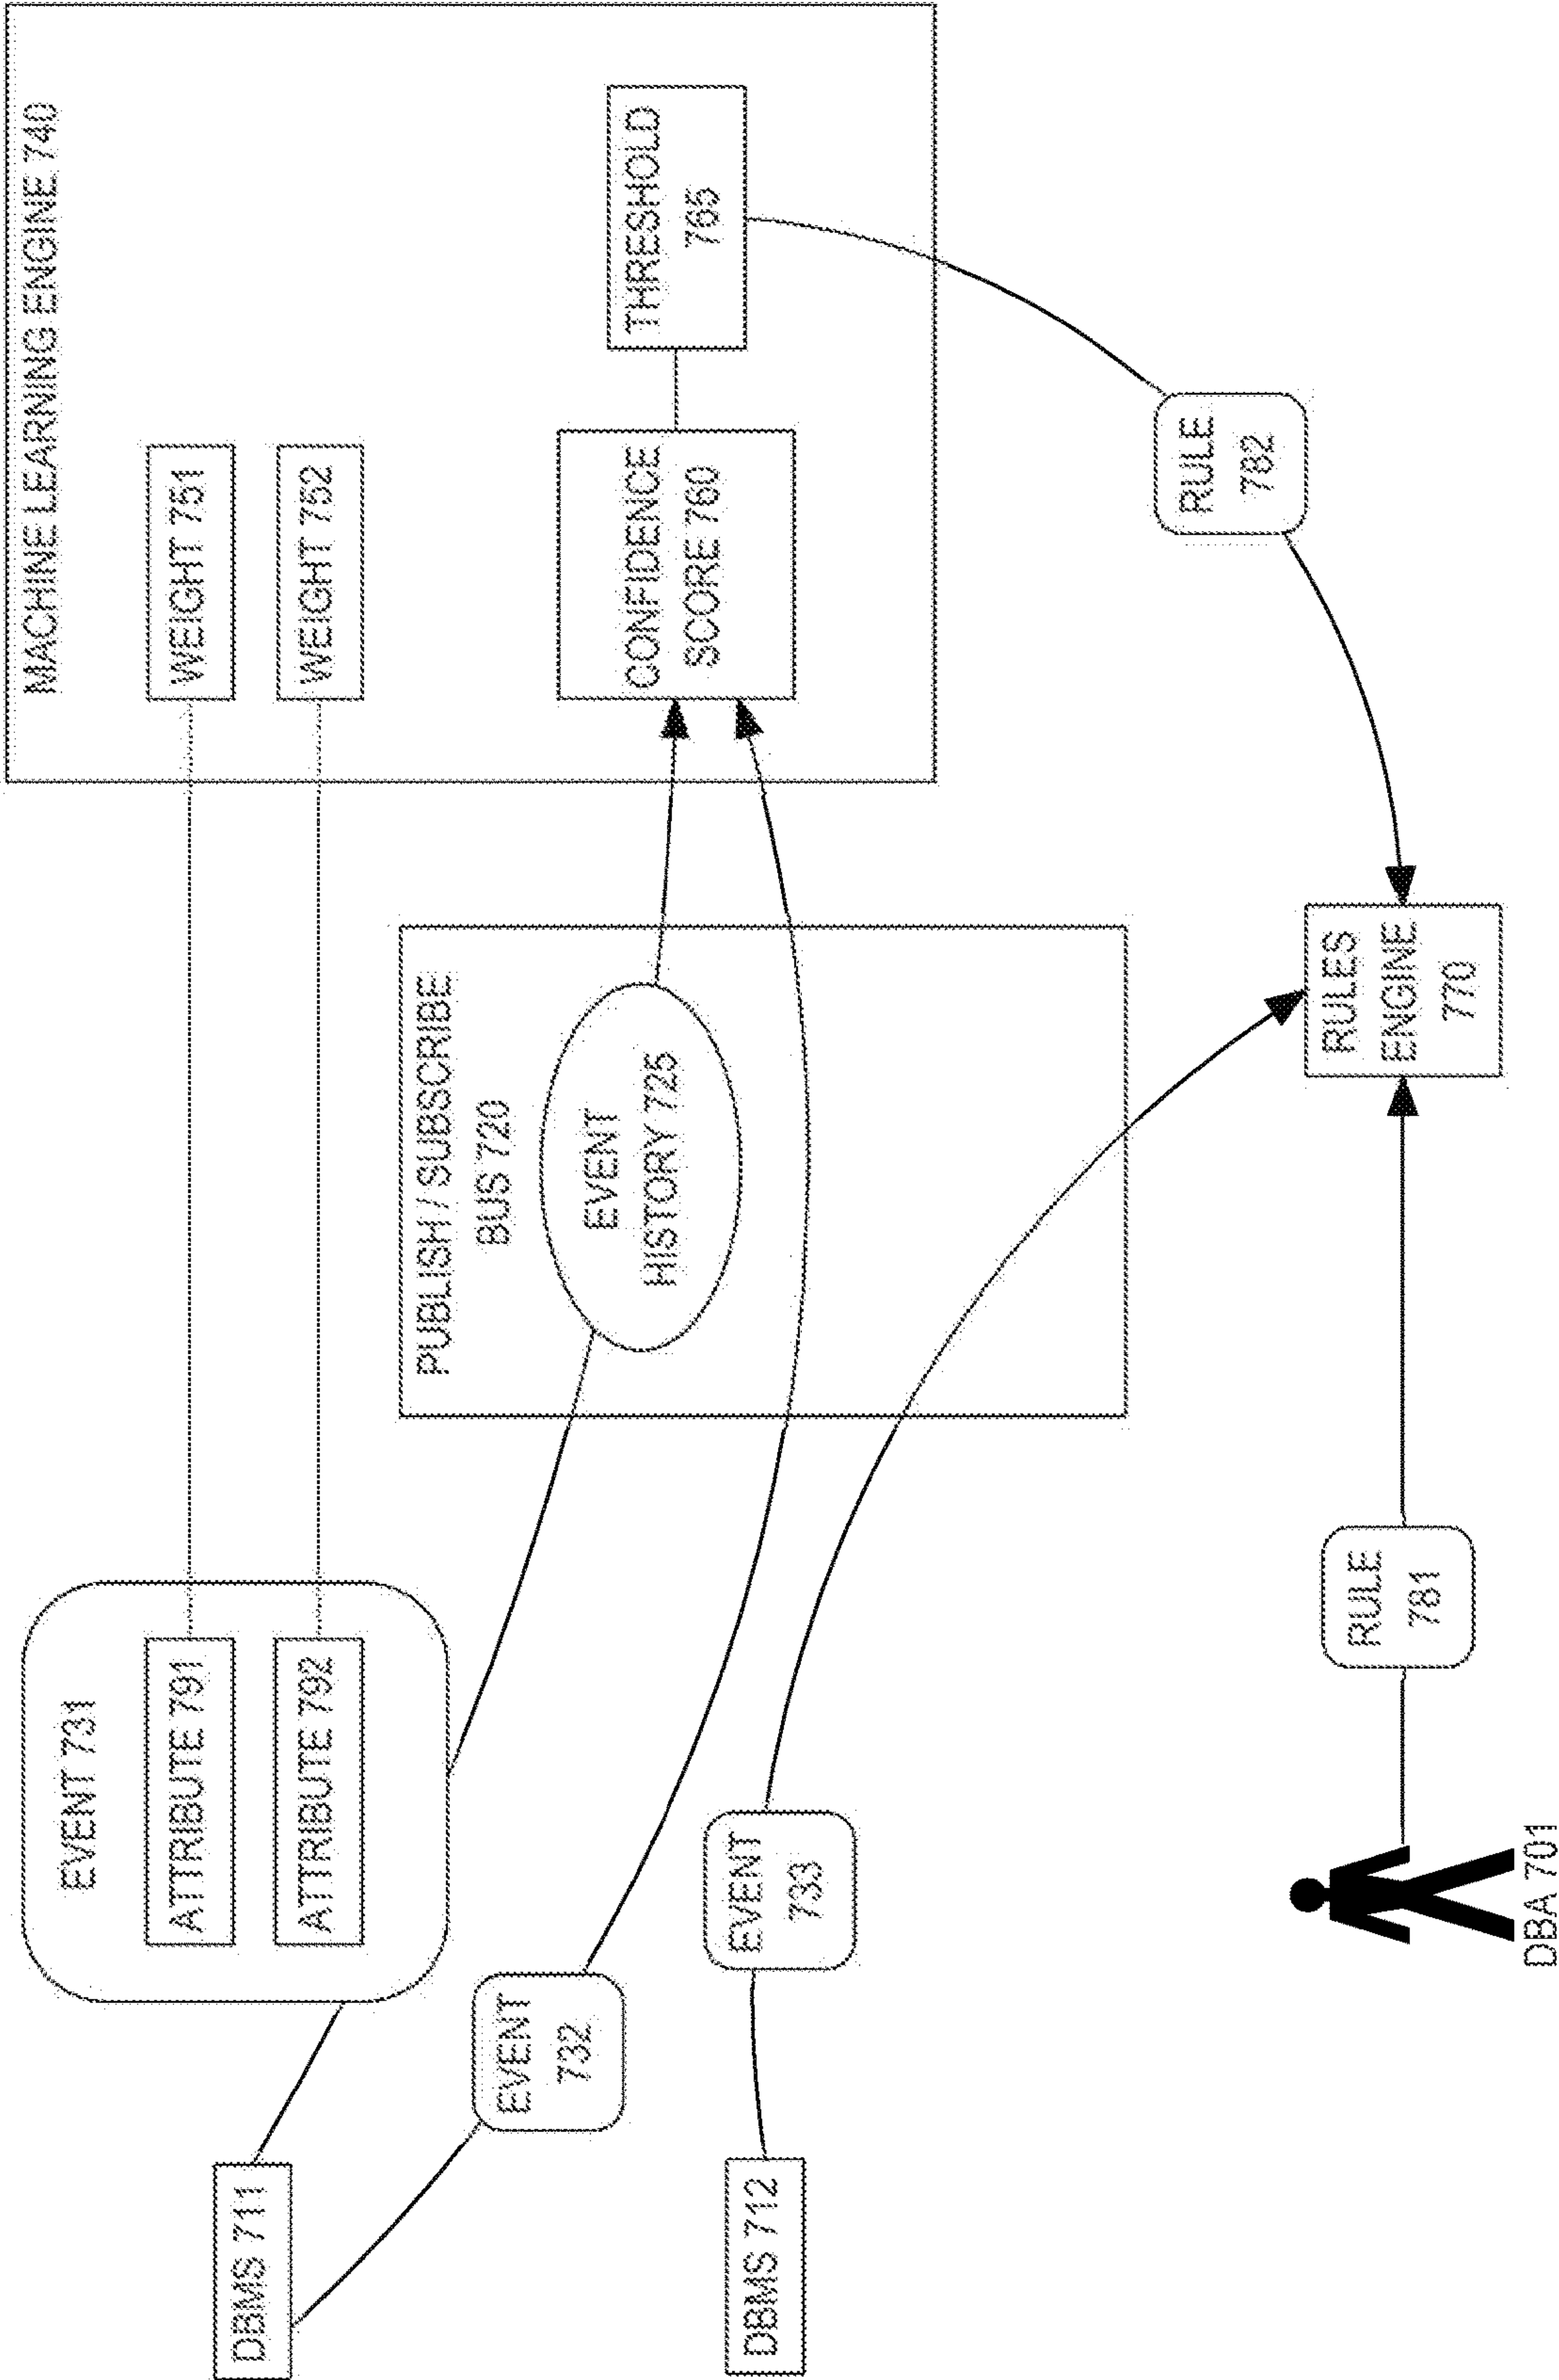 MACHINE LEARNING ENGINE 740
EVENT 731
ATTRIBUTE 791
WEIGHT 751
ATTRIBUTE 792
WEIGHT 752
DBMS 711
PUBLISH / SUBSCRIBE
BUS 720
EVENT
732
EVENT
HISTORY 725
CONFIDENCE
SCORE 760
THRESHOLD
765
DBMS 712
EVENT
733
RULE
782
RULE
781
RULES
ENGINE
770
DBA 701